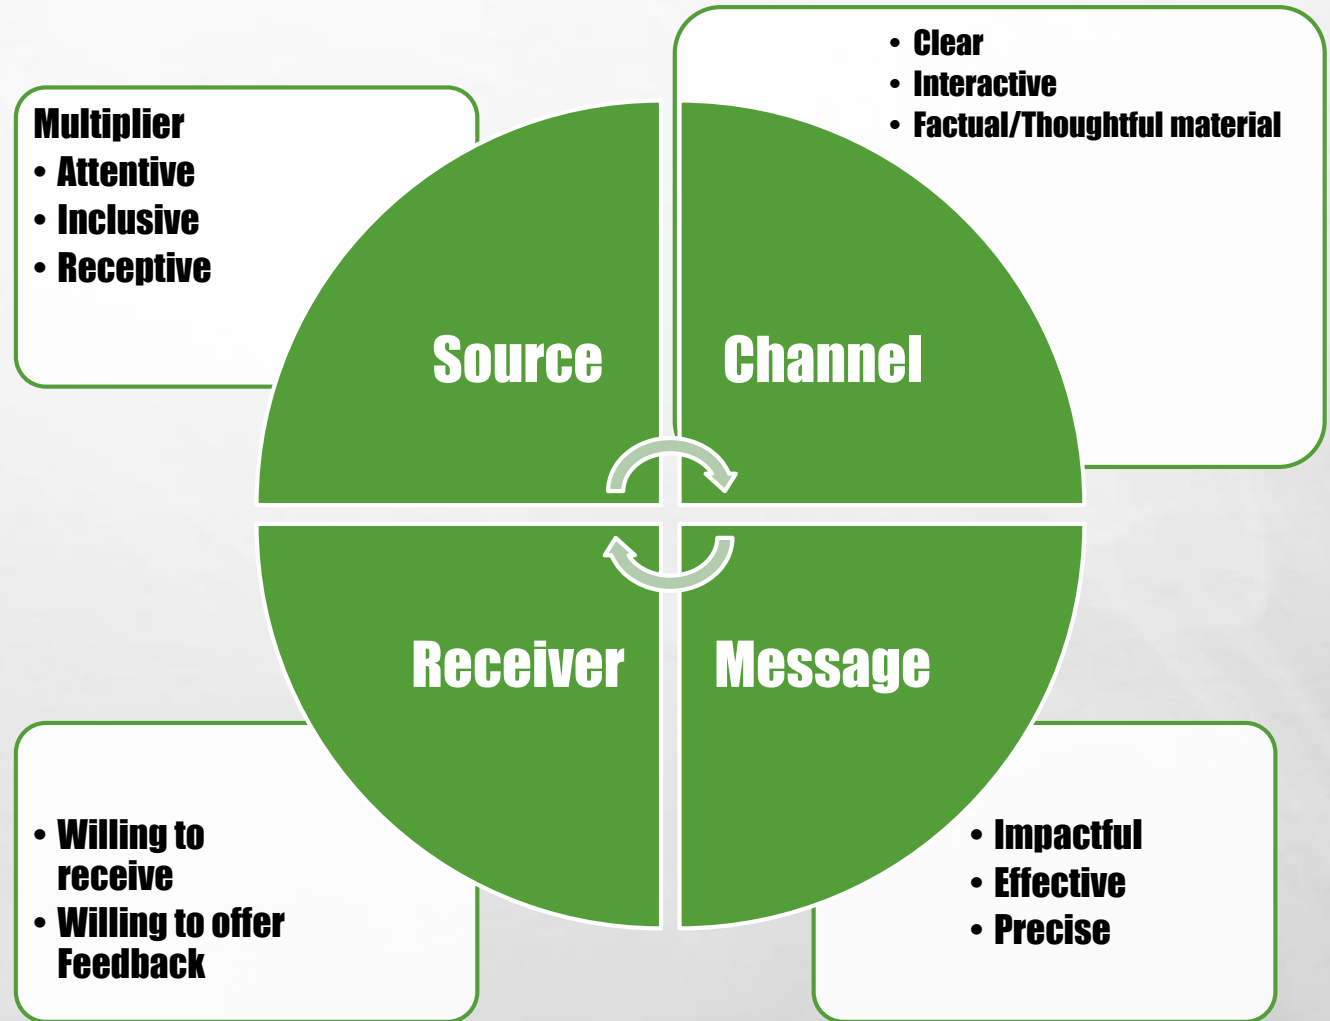 Multiplier
• Attentive
• Inclusive
• Receptive
• Clear
• Interactive
• Factual/Thoughtful material
Source
Channel
Receiver
Message
• Willing to
receive
• Willing to offer
Feedback
• Impactful
• Effective
• Precise